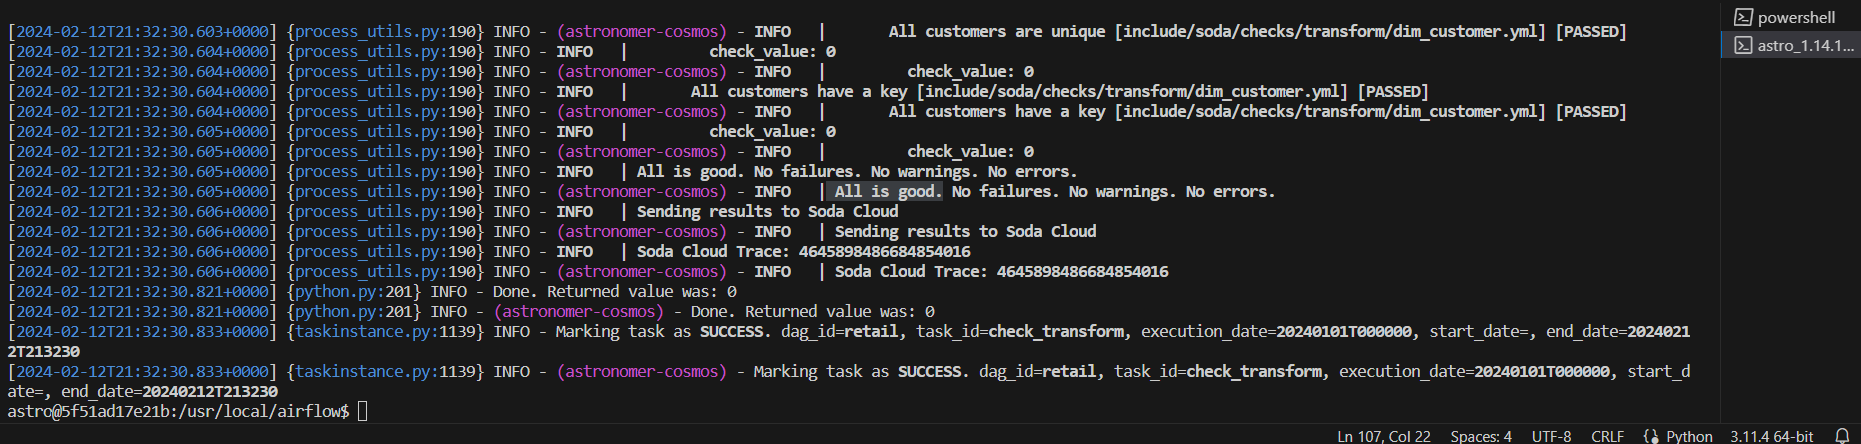 [2024-02-12T21:32:30.603+0000] {process_utils.py:190} INFO - (astronomer-cosmos) - INFO   |       All customers are unique [include/soda/checks/transform/dim_customer.yml] [PASSED]
[2024-02-12T21:32:30.604+0000] {process_utils.py:190} INFO - INFO   |         check_value: 0
[2024-02-12T21:32:30.604+0000] {process_utils.py:190} INFO - (astronomer-cosmos) - INFO   |         check_value: 0
[2024-02-12T21:32:30.604+0000] {process_utils.py:190} INFO - INFO   |       All customers have a key [include/soda/checks/transform/dim_customer.yml] [PASSED]
[2024-02-12T21:32:30.604+0000] {process_utils.py:190} INFO - (astronomer-cosmos) - INFO   |       All customers have a key [include/soda/checks/transform/dim_customer.yml] [PASSED]
[2024-02-12T21:32:30.605+0000] {process_utils.py:190} INFO - INFO   |         check_value: 0
[2024-02-12T21:32:30.605+0000] {process_utils.py:190} INFO - (astronomer-cosmos) - INFO   |         check_value: 0
[2024-02-12T21:32:30.605+0000] {process_utils.py:190} INFO - INFO   | All is good. No failures. No warnings. No errors.
[2024-02-12T21:32:30.605+0000] {process_utils.py:190} INFO - (astronomer-cosmos) - INFO   | All is good. No failures. No warnings. No errors.
[2024-02-12T21:32:30.606+0000] {process_utils.py:190} INFO - INFO   | Sending results to Soda Cloud
[2024-02-12T21:32:30.606+0000] {process_utils.py:190} INFO - (astronomer-cosmos) - INFO   | Sending results to Soda Cloud
[2024-02-12T21:32:30.606+0000] {process_utils.py:190} INFO - INFO   | Soda Cloud Trace: 4645898486684854016
[2024-02-12T21:32:30.606+0000] {process_utils.py:190} INFO - (astronomer-cosmos) - INFO   | Soda Cloud Trace: 4645898486684854016
[2024-02-12T21:32:30.821+0000] {python.py:201} INFO - Done. Returned value was: 0
[2024-02-12T21:32:30.821+0000] {python.py:201} INFO - (astronomer-cosmos) - Done. Returned value was: 0
[2024-02-12T21:32:30.833+0000] {taskinstance.py:1139} INFO - Marking task as SUCCESS. dag_id=retail, task_id=check_transform, execution_date=20240101T000000, start_date=, end_date=2024021
2T213230
[2024-02-12T21:32:30.833+0000] {taskinstance.py:1139} INFO - (astronomer-cosmos) - Marking task as SUCCESS. dag_id=retail, task_id=check_transform, execution_date=20240101T000000, start_d
ate=, end_date=20240212T213230
astro@5f51ad17e21b:/usr/local/airflow$
powershell
astro_1.14.1...
Ln 107, Col 22 Spaces: 4 UTF-8 CRLF Python 3.11.4 64-bit